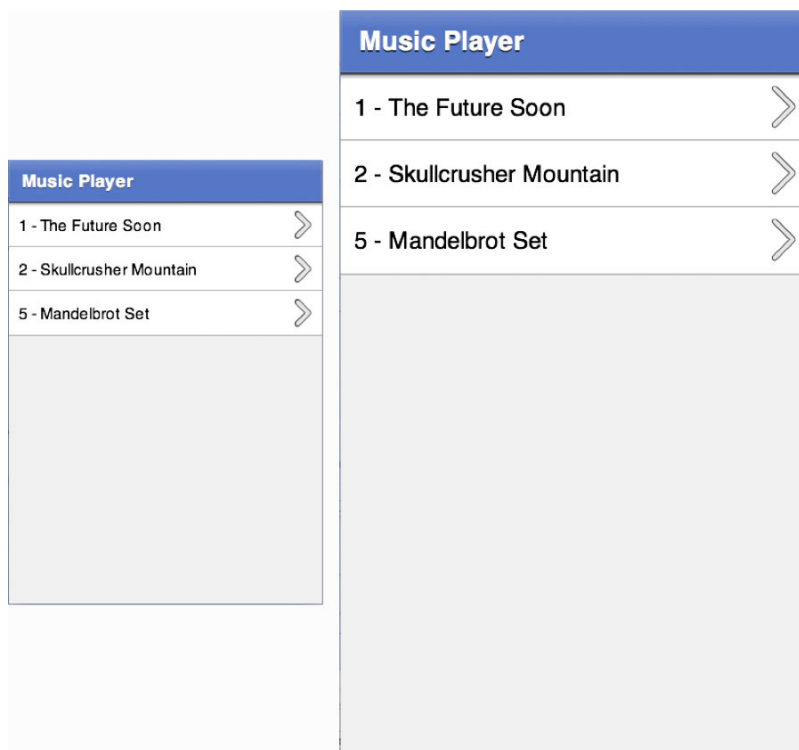 Music Player
1 - The Future Soon
2 - Skullcrusher Mountain
5 - Mandelbrot Set
Music Player
1 - The Future Soon
2 - Skullcrusher Mountain
5 - Mandelbrot Set